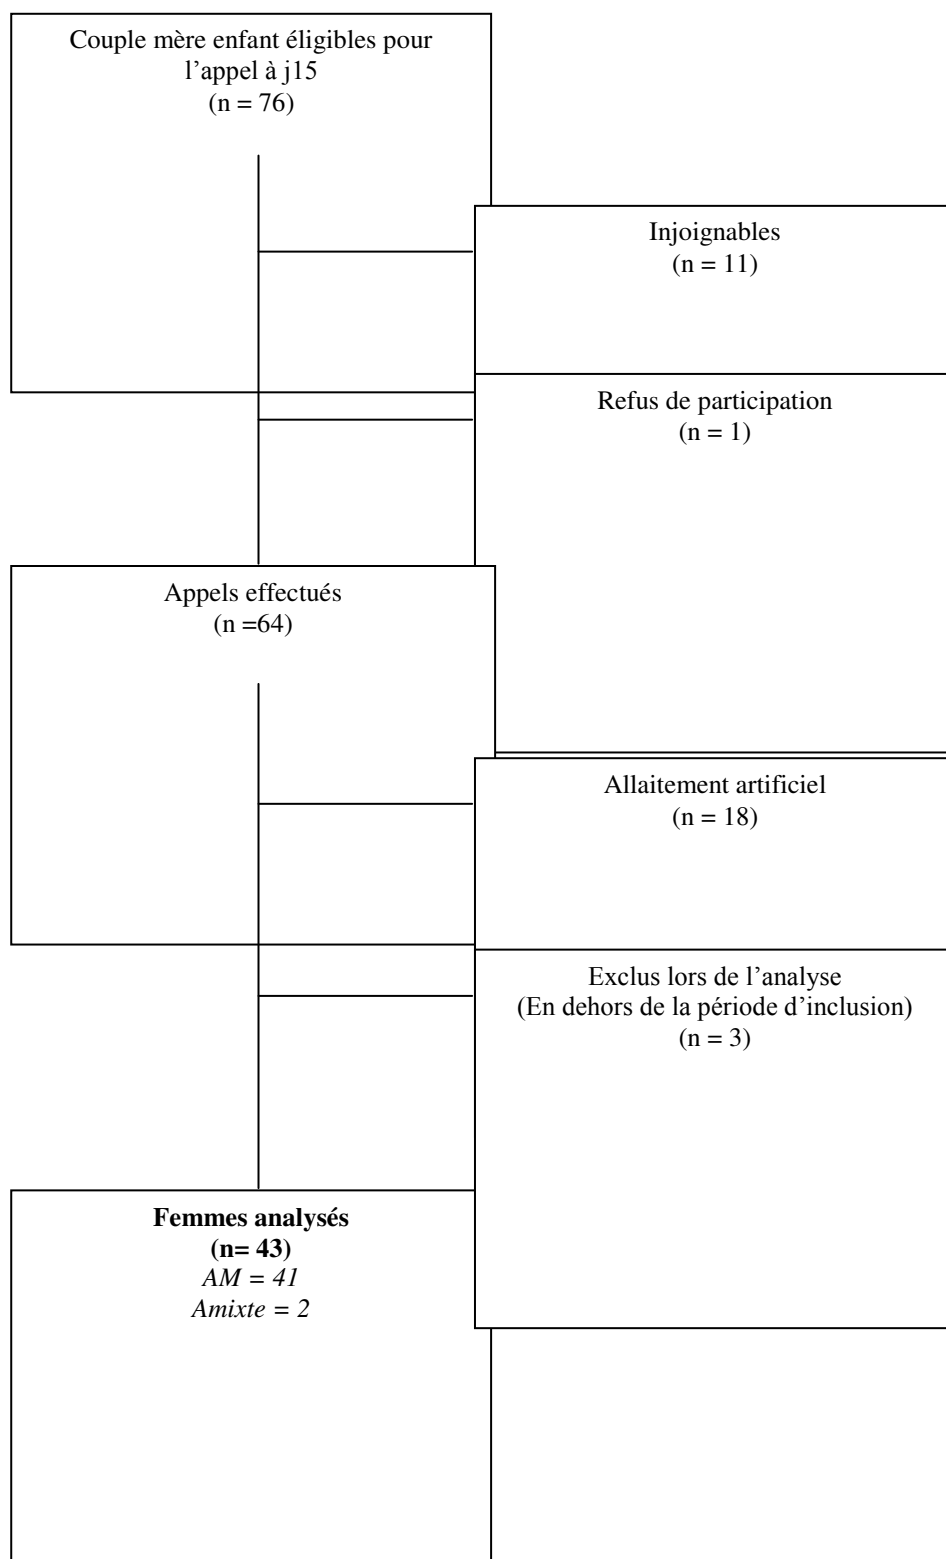 Couple mère enfant éligibles pour
l'appel à j15
(n = 76)
Injoignables
(n = 11)
Refus de participation
(n = 1)
Appels effectués
(n =64)
Allaitement artificiel
(n = 18)
Exclus lors de l'analyse
(En dehors de la période d'inclusion)
(n = 3)
Femmes analysés
(n= 43)
AM = 41
Amixte = 2